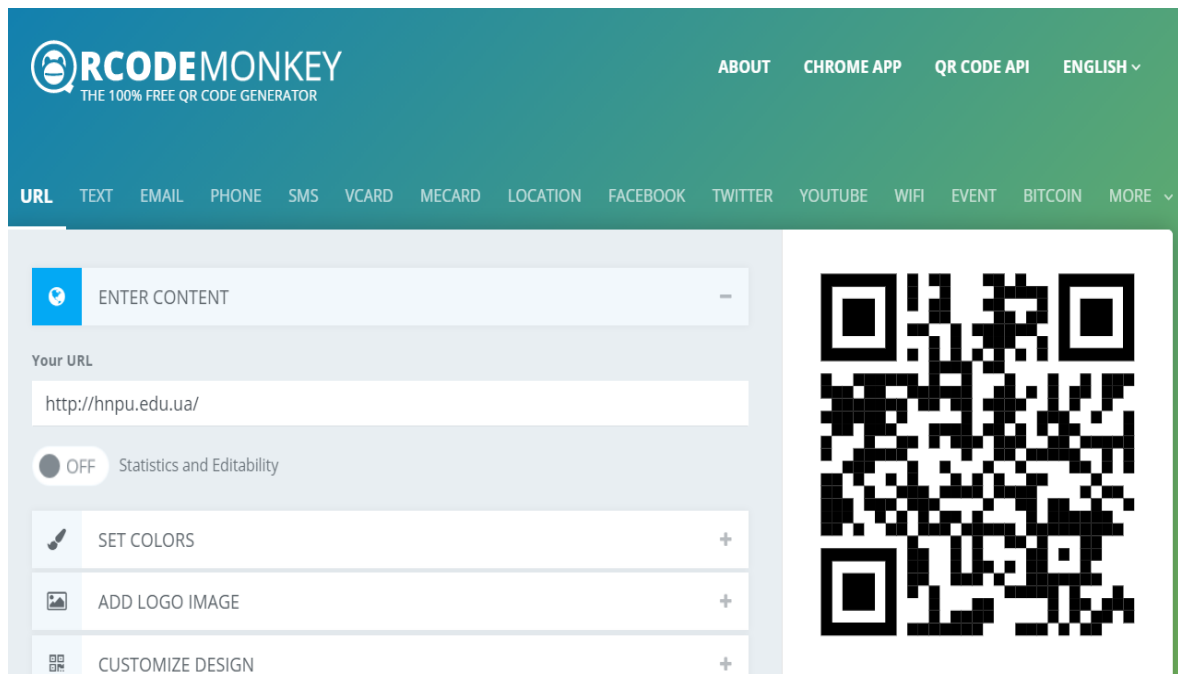 QRCODEMONKEY
THE 100% FREE QR CODE GENERATOR
ABOUT CHROME APP QR CODE API ENGLISH
URL TEXT EMAIL PHONE SMS VCARD MECARD LOCATION FACEBOOK TWITTER YOUTUBE WIFI EVENT BITCOIN MORE
ENTER CONTENT
Your URL
http://hnpu.edu.ua/
OFF Statistics and Editability
SET COLORS
ADD LOGO IMAGE
CUSTOMIZE DESIGN